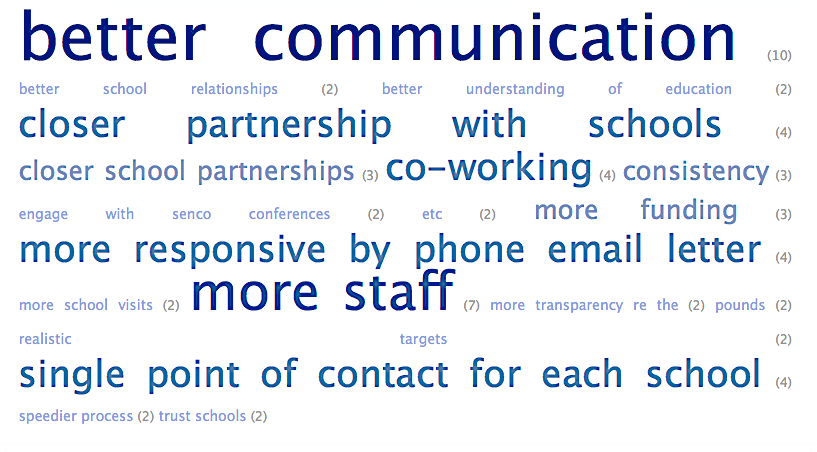 better communication (10)
better school relationships (2) better understanding of education (2)
closer partnership with schools (4)
closer school partnerships (3) co-working (4) consistency (3)
engage with senco conferences (2) etc (2) more funding (3)
more responsive by phone email letter (4)
more school visits (2) more staff (7) more transparency re the (2) pounds (2)
realistic targets (2)
single point of contact for each school (4)
speedier process (2) trust schools (2)